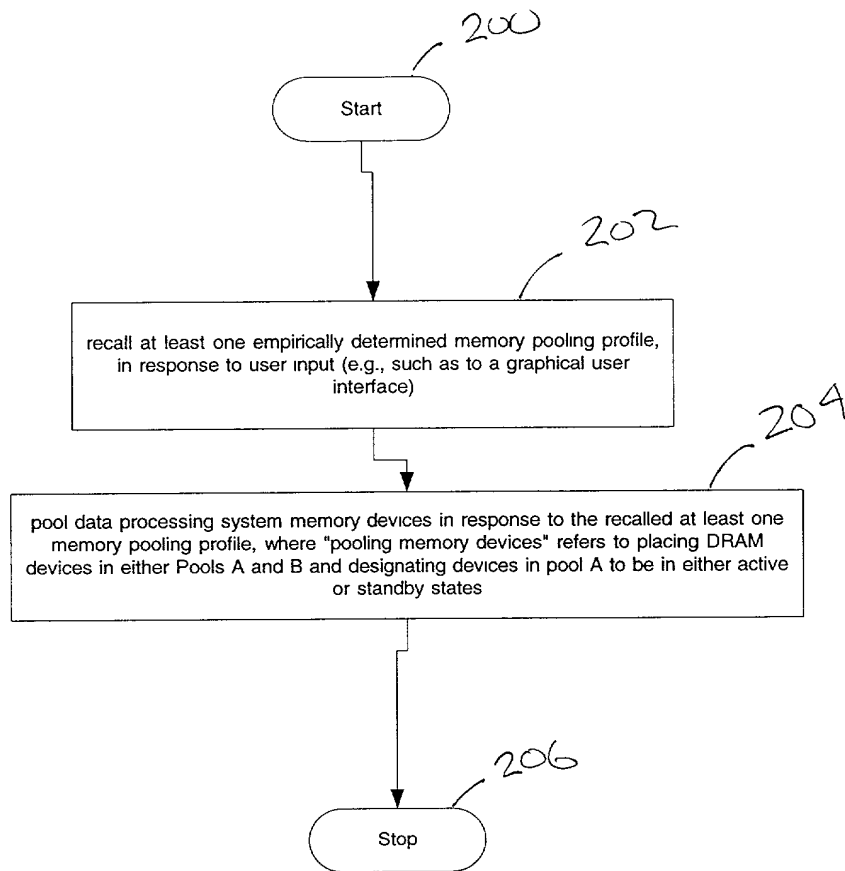 200
Start
202
recall at least one empirically determined memory pooling profile,
in response to user input (e.g., such as to a graphical user
interface)
204
pool data processing system memory devices in response to the recalled at least one
memory pooling profile, where "pooling memory devices" refers to placing DRAM
devices in either Pools A and B and designating devices in pool A to be in either active
or standby states
206
Stop